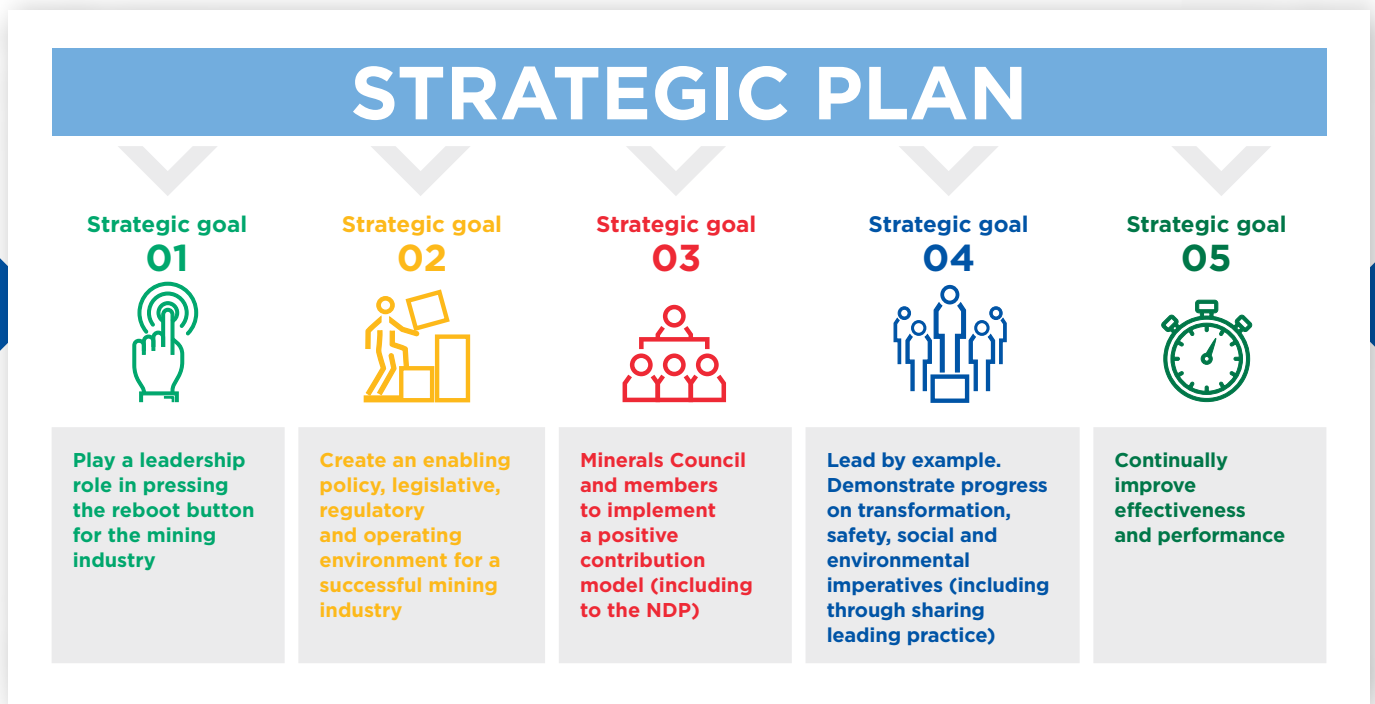 STRATEGIC PLAN
Strategic goal
01
Play a leadership
role in pressing
the reboot button
for the mining
industry
Strategic goal
02
Create an enabling
policy, legislative,
regulatory
and operating
environment for a
successful mining
industry
Strategic goal
03
Minerals Council
and members
to implement
a positive
contribution
model (including
to the NDP)
Strategic goal
04
Lead by example.
Demonstrate progress
on transformation,
safety, social and
environmental
imperatives (including
through sharing
leading practice)
Strategic goal
05
Continually
improve
effectiveness
and performance